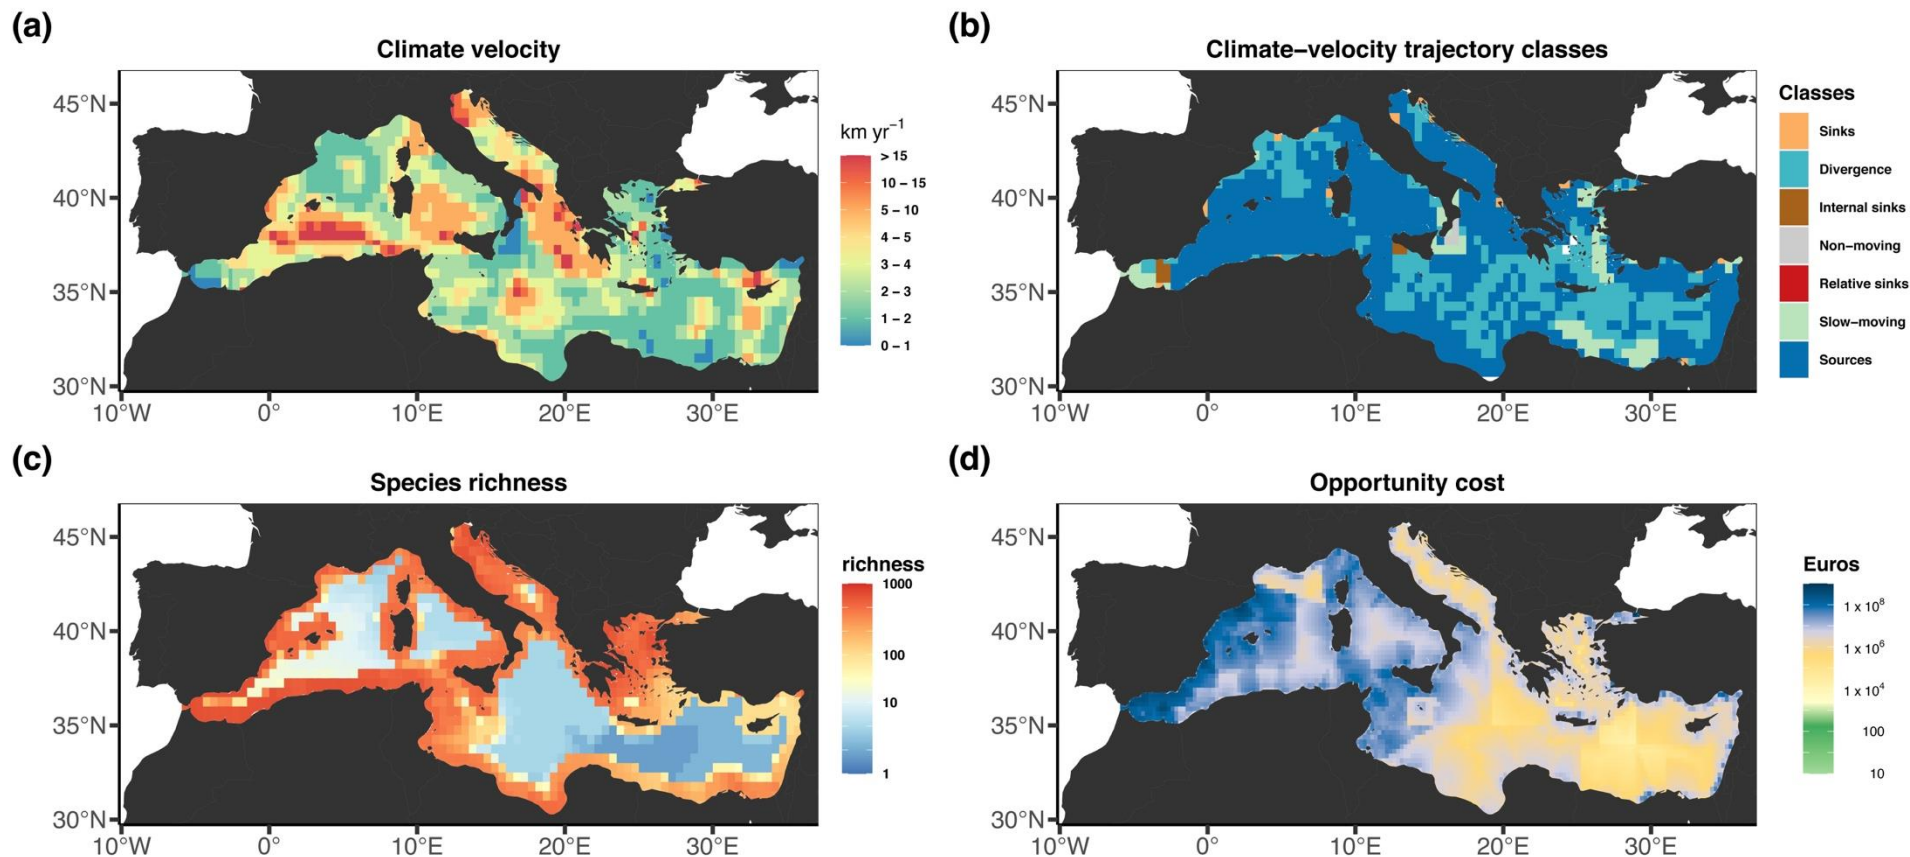 (a)
Climate velocity
45°N
40°N
35°N
30°N
10°W
0°
10°E
20°E
30°E
km yr⁻¹
> 15
10 – 15
5 – 10
4 – 5
3 – 4
2 – 3
1 – 2
0 – 1
(b)
Climate–velocity trajectory classes
45°N
40°N
35°N
30°N
10°W
0°
10°E
20°E
30°E
Classes
Sinks
Divergence
Internal sinks
Non–moving
Relative sinks
Slow–moving
Sources
(c)
Species richness
45°N
40°N
35°N
30°N
10°W
0°
10°E
20°E
30°E
richness
1000
100
10
1
(d)
Opportunity cost
45°N
40°N
35°N
30°N
10°W
0°
10°E
20°E
30°E
Euros
1 x 10⁸
1 x 10⁶
1 x 10⁴
100
10